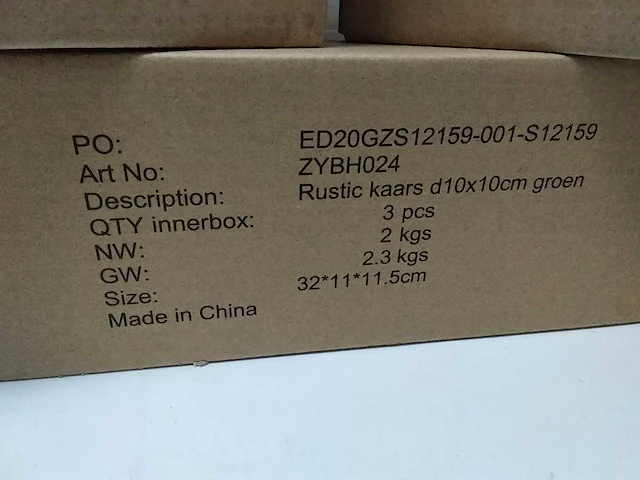 PO: ED20GZS12159-001-S12159
Art No: ZYBH024
Description: Rustic kaars d10x10cm groen
QTY innerbox: 3 pcs
NW: 2 kgs
GW: 2.3 kgs
Size: 32*11*11.5cm
Made in China